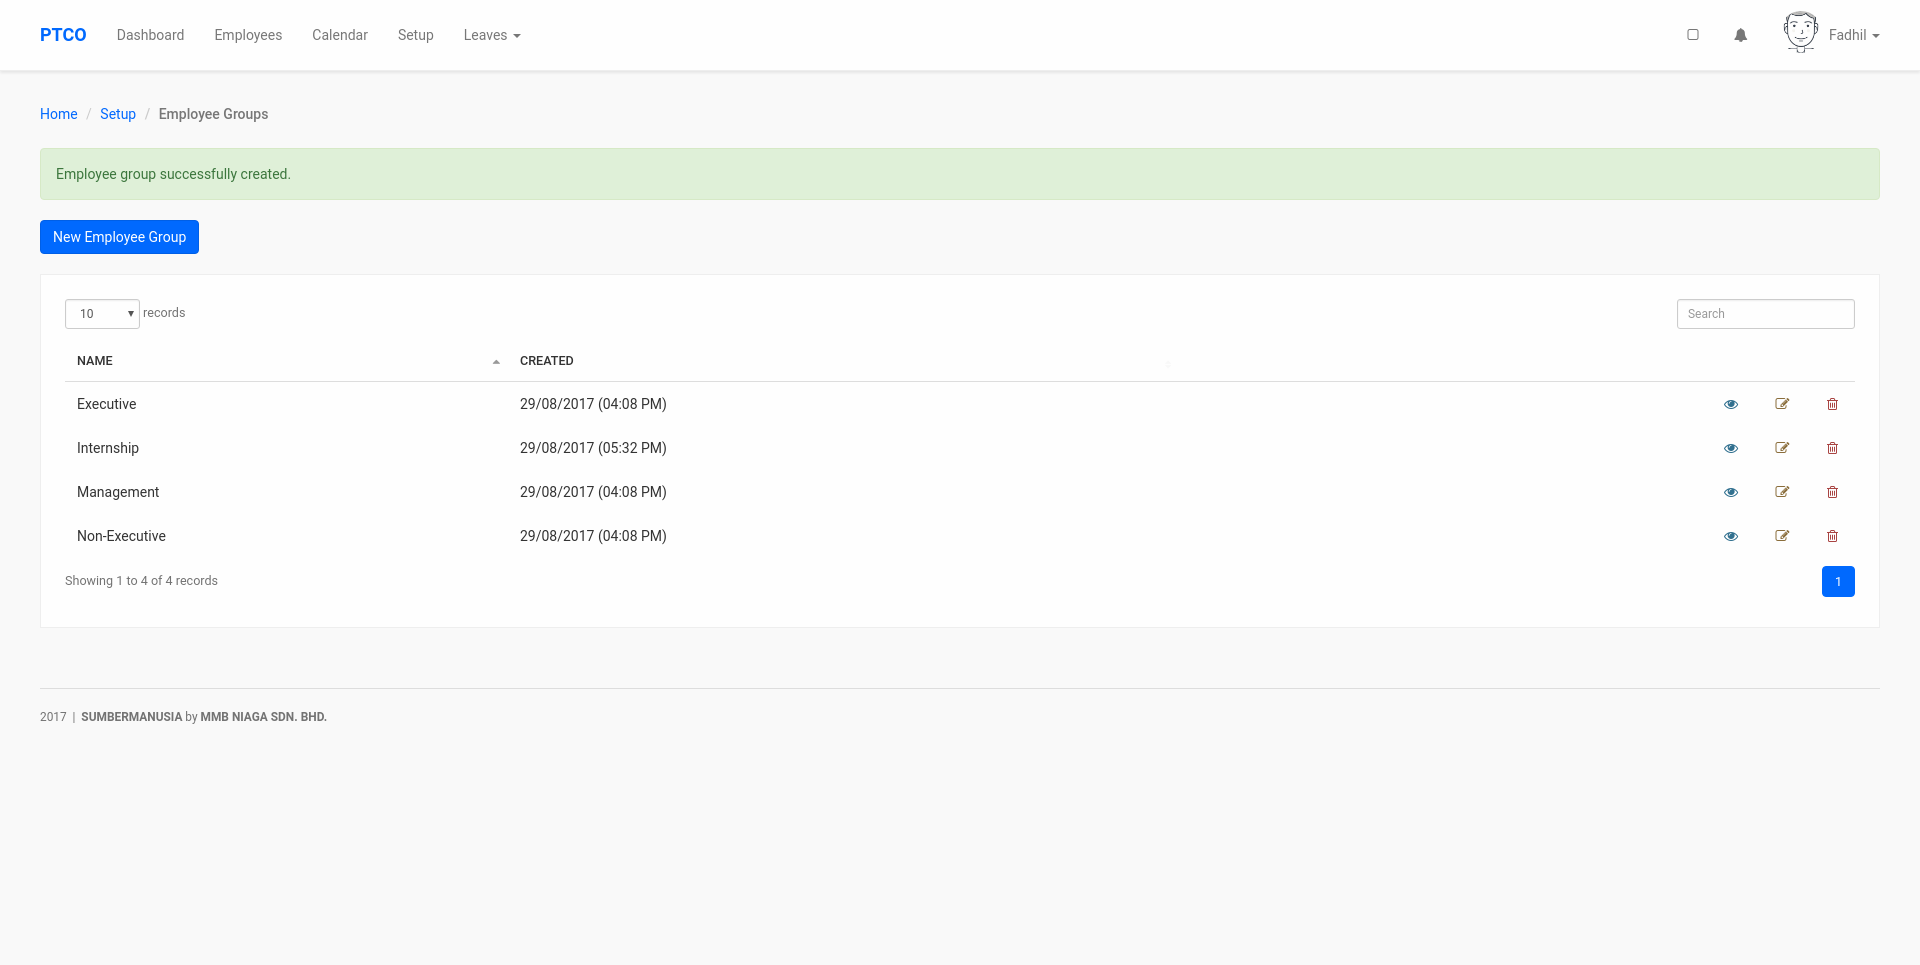 PTCO Dashboard Employees Calendar Setup Leaves Fadhil
Home / Setup / Employee Groups
Employee group successfully created.
New Employee Group
10 records Search
NAME CREATED
Executive 29/08/2017 (04:08 PM)
Internship 29/08/2017 (05:32 PM)
Management 29/08/2017 (04:08 PM)
Non-Executive 29/08/2017 (04:08 PM)
Showing 1 to 4 of 4 records 1
2017 | SUMBERMANUSIA by MMB NIAGA SDN. BHD.